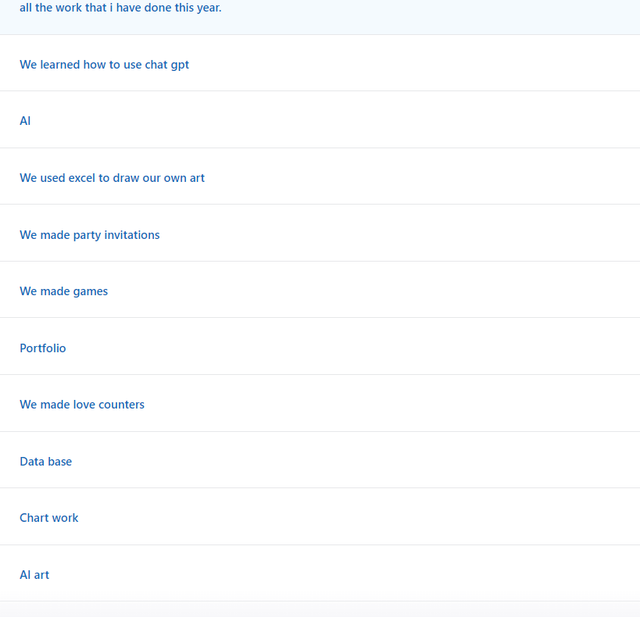 all the work that i have done this year.
We learned how to use chat gpt
AI
We used excel to draw our own art
We made party invitations
We made games
Portfolio
We made love counters
Data base
Chart work
AI art